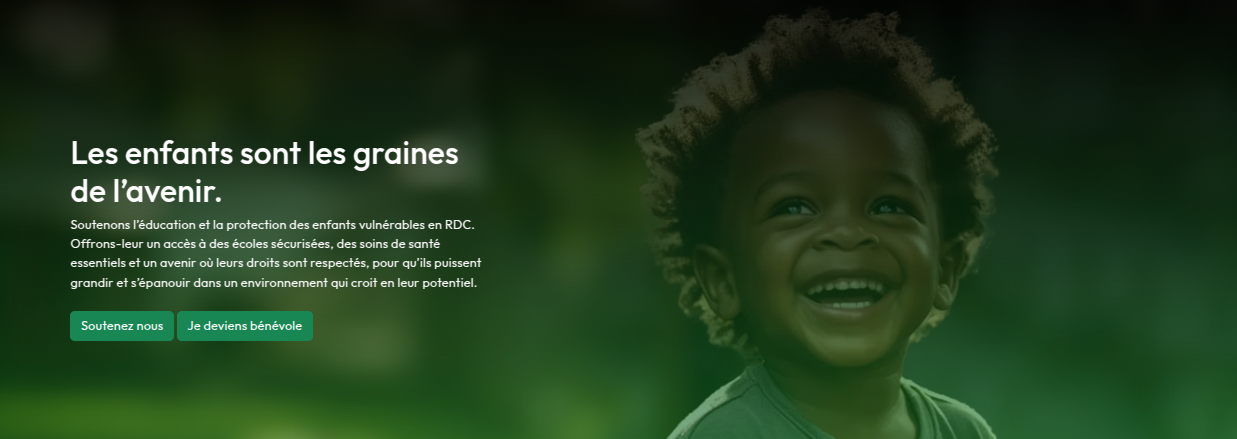 Les enfants sont les graines
de l’avenir.
Soutenons l’éducation et la protection des enfants vulnérables en RDC.
Offrons-leur un accès à des écoles sécurisées, des soins de santé
essentiels et un avenir où leurs droits sont respectés, pour qu’ils puissent
grandir et s’épanouir dans un environnement qui croit en leur potentiel.
Soutenez nous
Je deviens bénévole